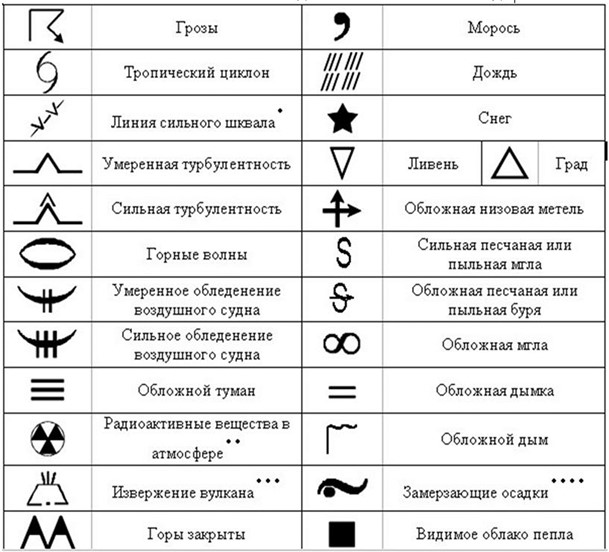 Грозы
Морось
Тропический циклон
Дождь
Линия сильного шквала•
Снег
Умеренная турбулентность
Ливень
Град
Сильная турбулентность
Обложная низовая метель
Горные волны
Сильная песчаная или
пыльная мгла
Умеренное обледенение
воздушного судна
Обложная песчаная или
пыльная буря
Сильное обледенение
воздушного судна
Обложная мгла
Обложной туман
Обложная дымка
Радиоактивные вещества в
атмосфере••
Обложной дым
Извержение вулкана•••
Замерзающие осадки••••
Горы закрыты
Видимое облако пепла